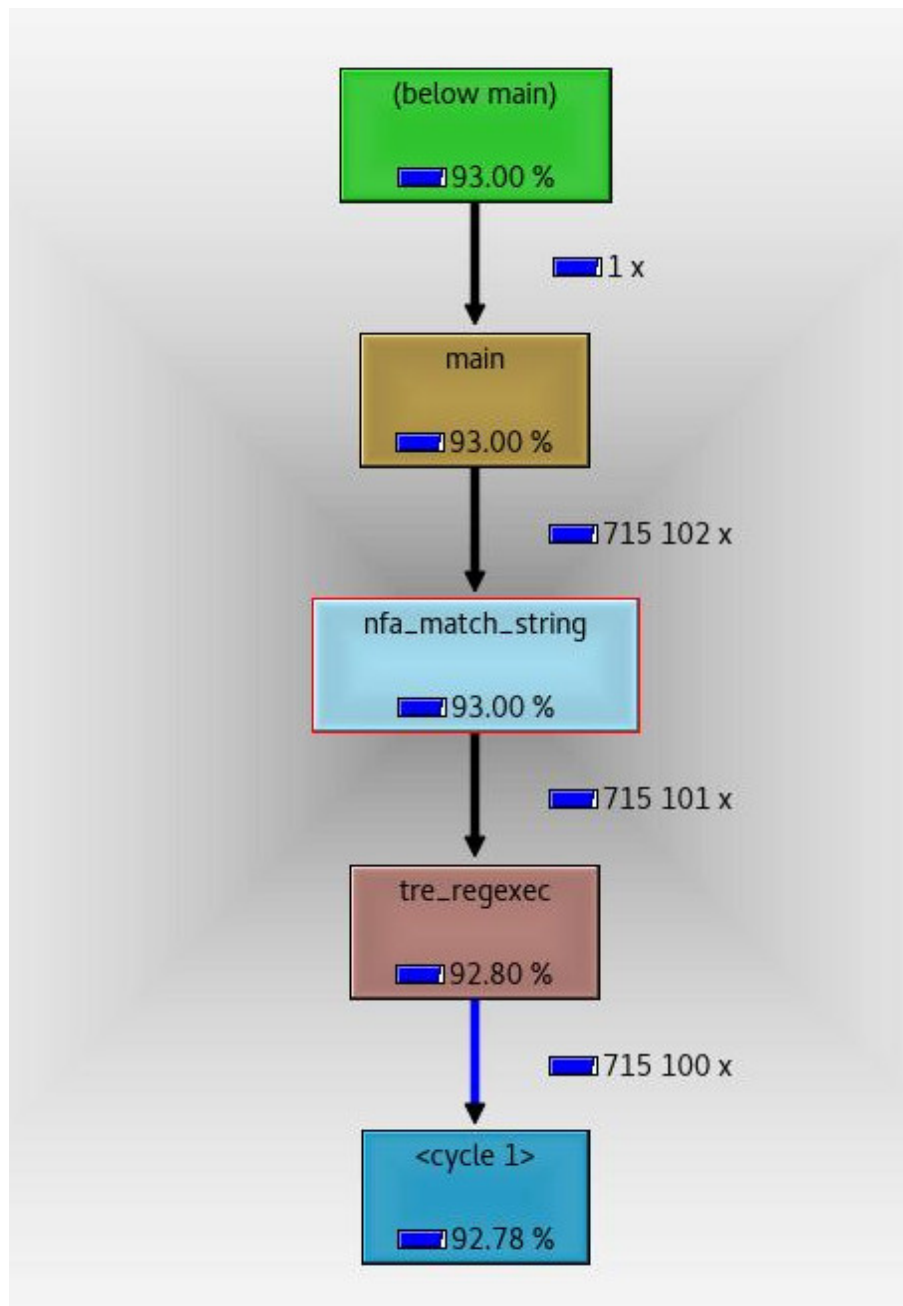 (below main)
93.00 %
1 x
main
93.00 %
715 102 x
nfa_match_string
93.00 %
715 101 x
tre_regexec
92.80 %
715 100 x
<cycle 1>
92.78 %